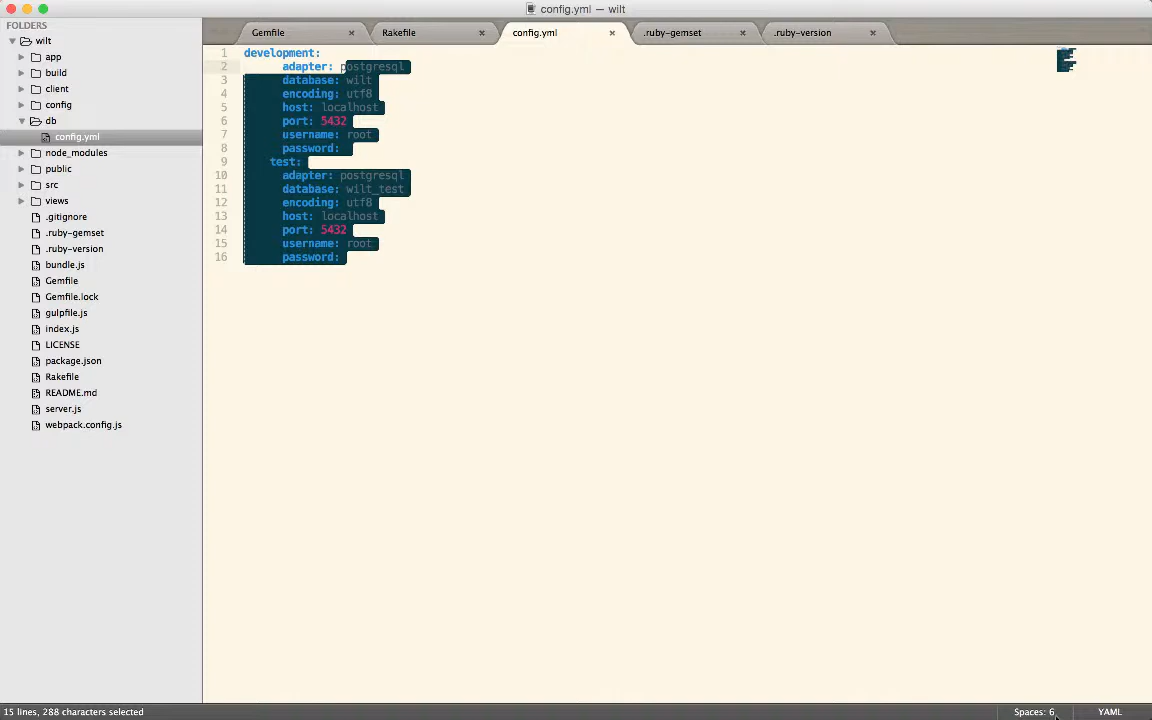 config.yml — wilt
FOLDERS
wilt
app
build
client
config
db
config.yml
node_modules
public
src
views
.gitignore
.ruby-gemset
.ruby-version
bundle.js
Gemfile
Gemfile.lock
gulpfile.js
index.js
LICENSE
package.json
Rakefile
README.md
server.js
webpack.config.js
Gemfile
Rakefile
config.yml
.ruby-gemset
.ruby-version
1 development:
2 adapter: postgresql
3 database: wilt
4 encoding: utf8
5 host: localhost
6 port: 5432
7 username: root
8 password:
9 test:
10 adapter: postgresql
11 database: wilt_test
12 encoding: utf8
13 host: localhost
14 port: 5432
15 username: root
16 password:
15 lines, 288 characters selected
Spaces: 6
YAML